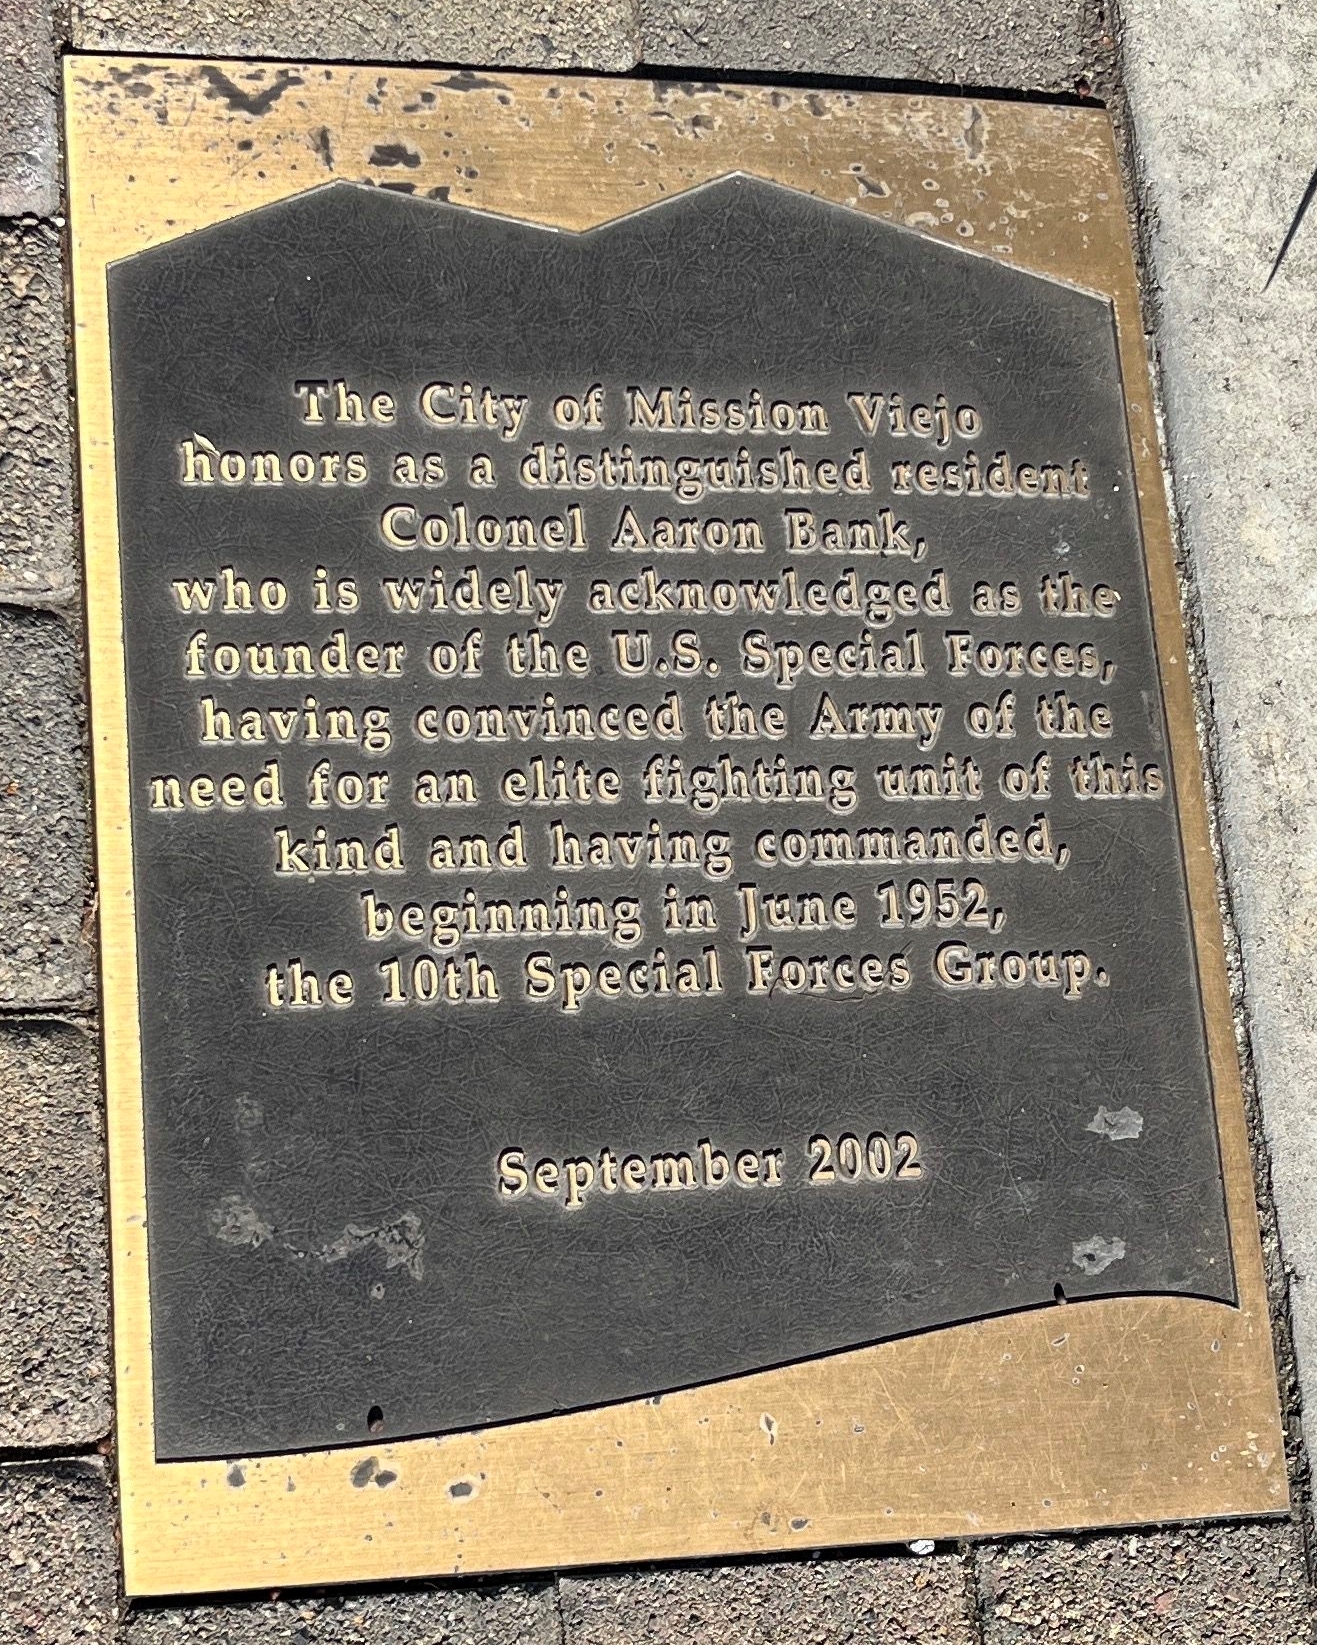 The City of Mission Viejo
honors as a distinguished resident
Colonel Aaron Bank,
who is widely acknowledged as the
founder of the U.S. Special Forces,
having convinced the Army of the
need for an elite fighting unit of this
kind and having commanded,
beginning in June 1952,
the 10th Special Forces Group.
September 2002